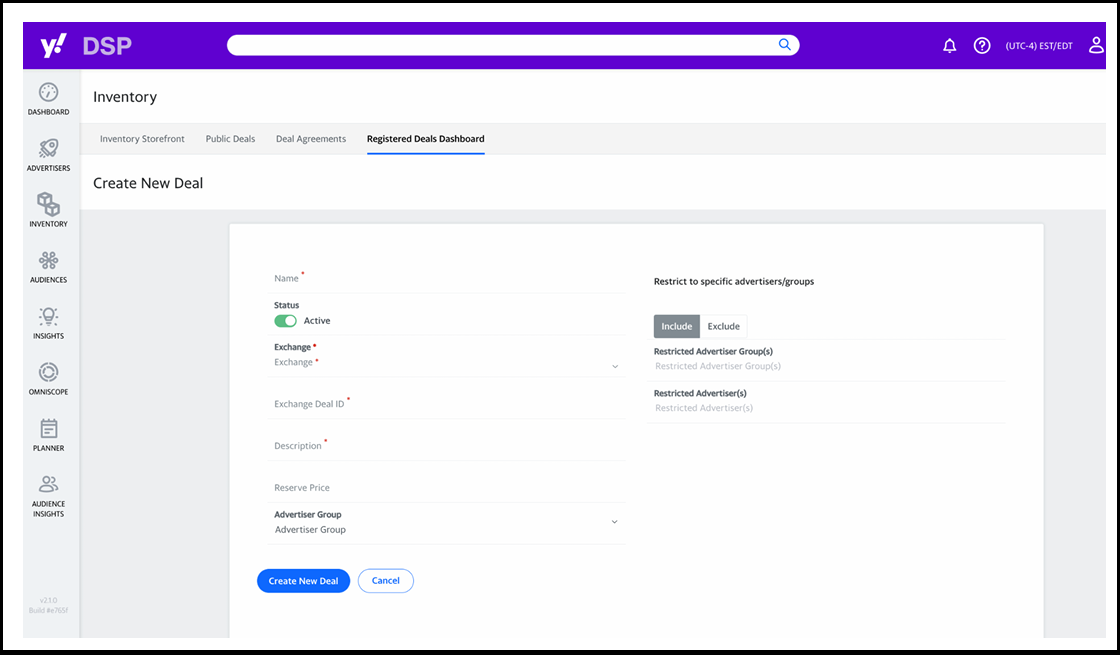 y! DSP
(UTC-4) EST/EDT
DASHBOARD
ADVERTISERS
INVENTORY
AUDIENCES
INSIGHTS
OMNISCOPE
PLANNER
AUDIENCE
INSIGHTS
v2.1.0
Build #e765f
Inventory
Inventory Storefront Public Deals Deal Agreements Registered Deals Dashboard
Create New Deal
Name *
Status
Active
Exchange *
Exchange *
Exchange Deal ID *
Description *
Reserve Price
Advertiser Group
Advertiser Group
Create New Deal Cancel
Restrict to specific advertisers/groups
Include Exclude
Restricted Advertiser Group(s)
Restricted Advertiser Group(s)
Restricted Advertiser(s)
Restricted Advertiser(s)